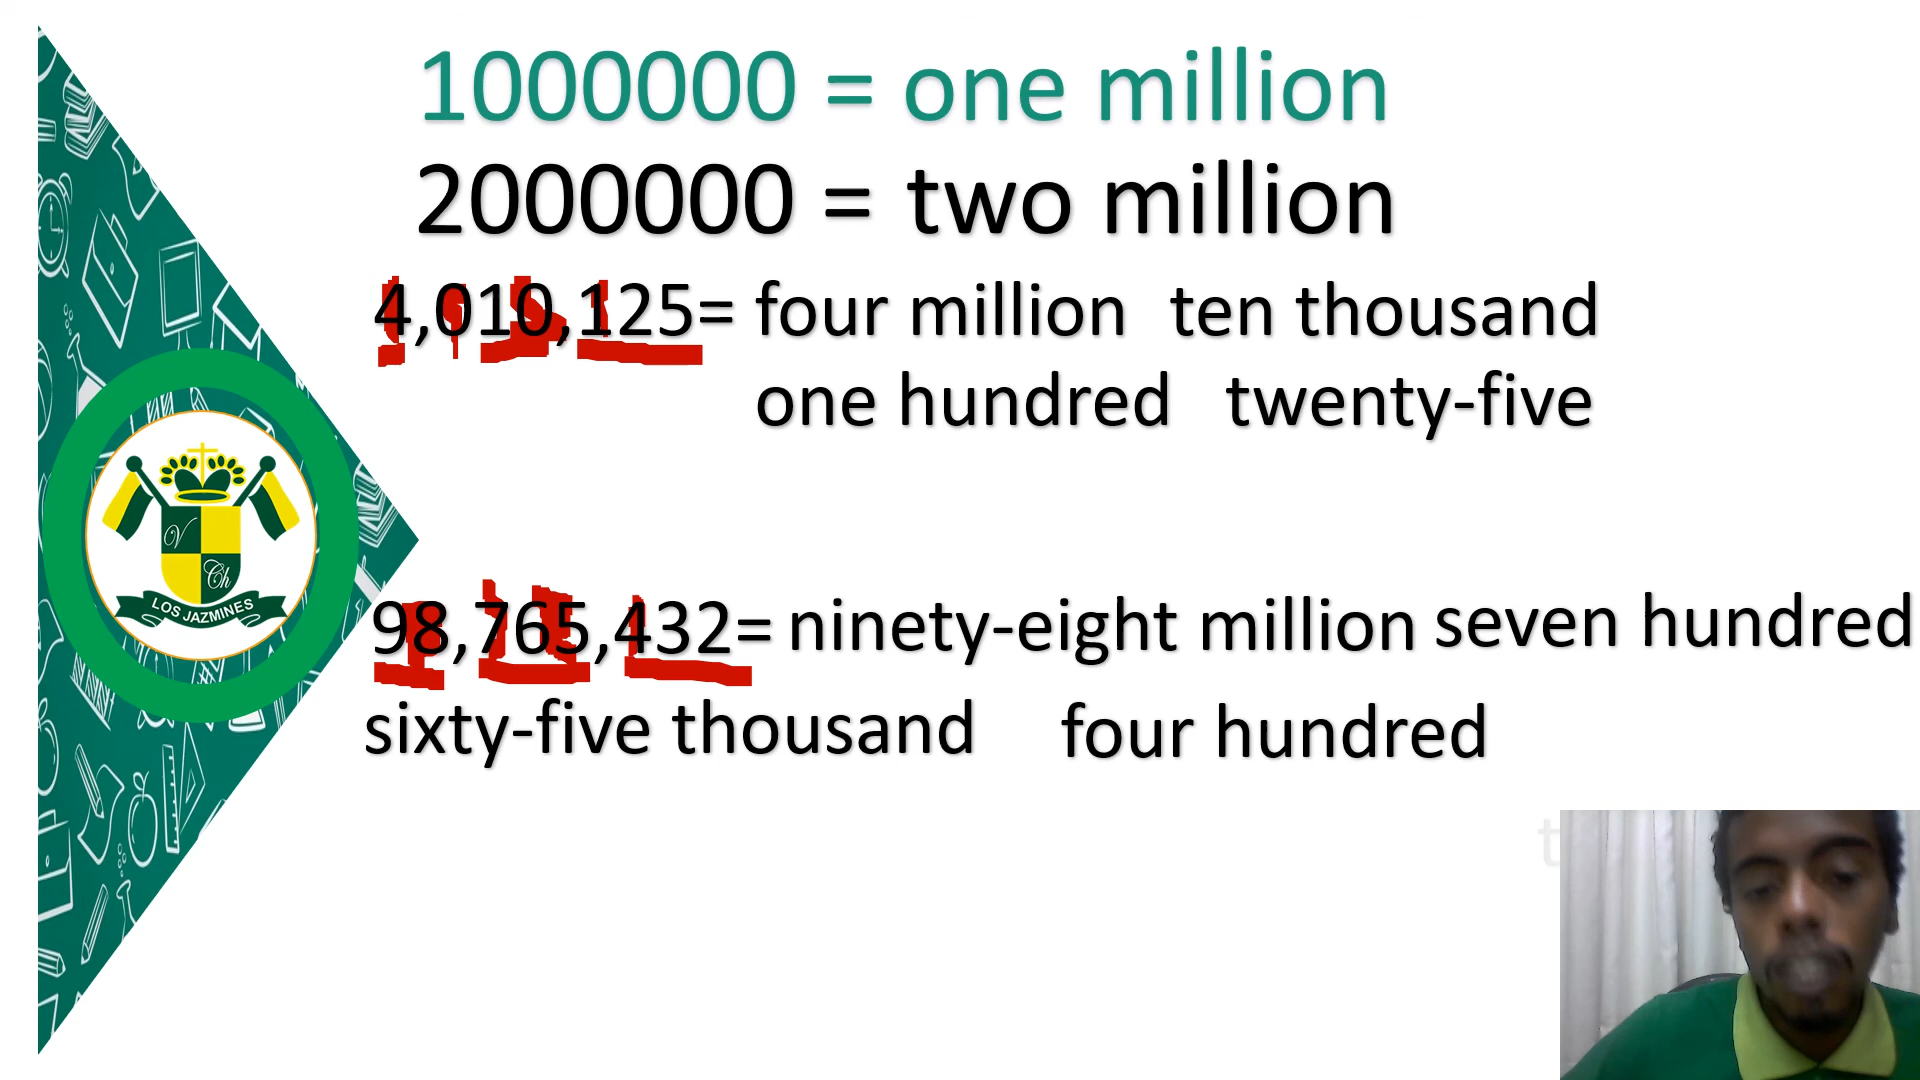 1000000 = one million
2000000 = two million
4,010,125= four million ten thousand
one hundred twenty-five
98,765,432= ninety-eight million seven hundred
sixty-five thousand four hundred
V
Ch
LOS JAZMINES